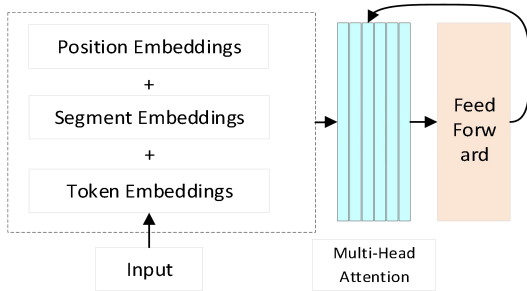 Position Embeddings
+
Segment Embeddings
+
Token Embeddings
Input
Multi-Head
Attention
Feed
Forw
ard